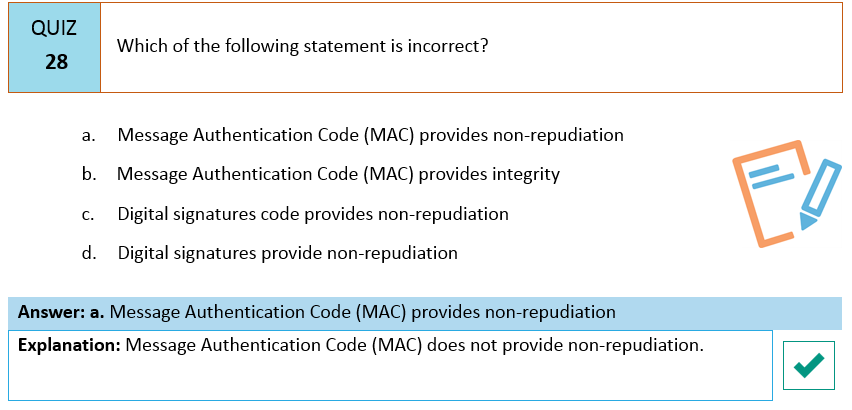 QUIZ
28
Which of the following statement is incorrect?
a. Message Authentication Code (MAC) provides non-repudiation
b. Message Authentication Code (MAC) provides integrity
c. Digital signatures code provides non-repudiation
d. Digital signatures provide non-repudiation
Answer: a. Message Authentication Code (MAC) provides non-repudiation
Explanation: Message Authentication Code (MAC) does not provide non-repudiation.